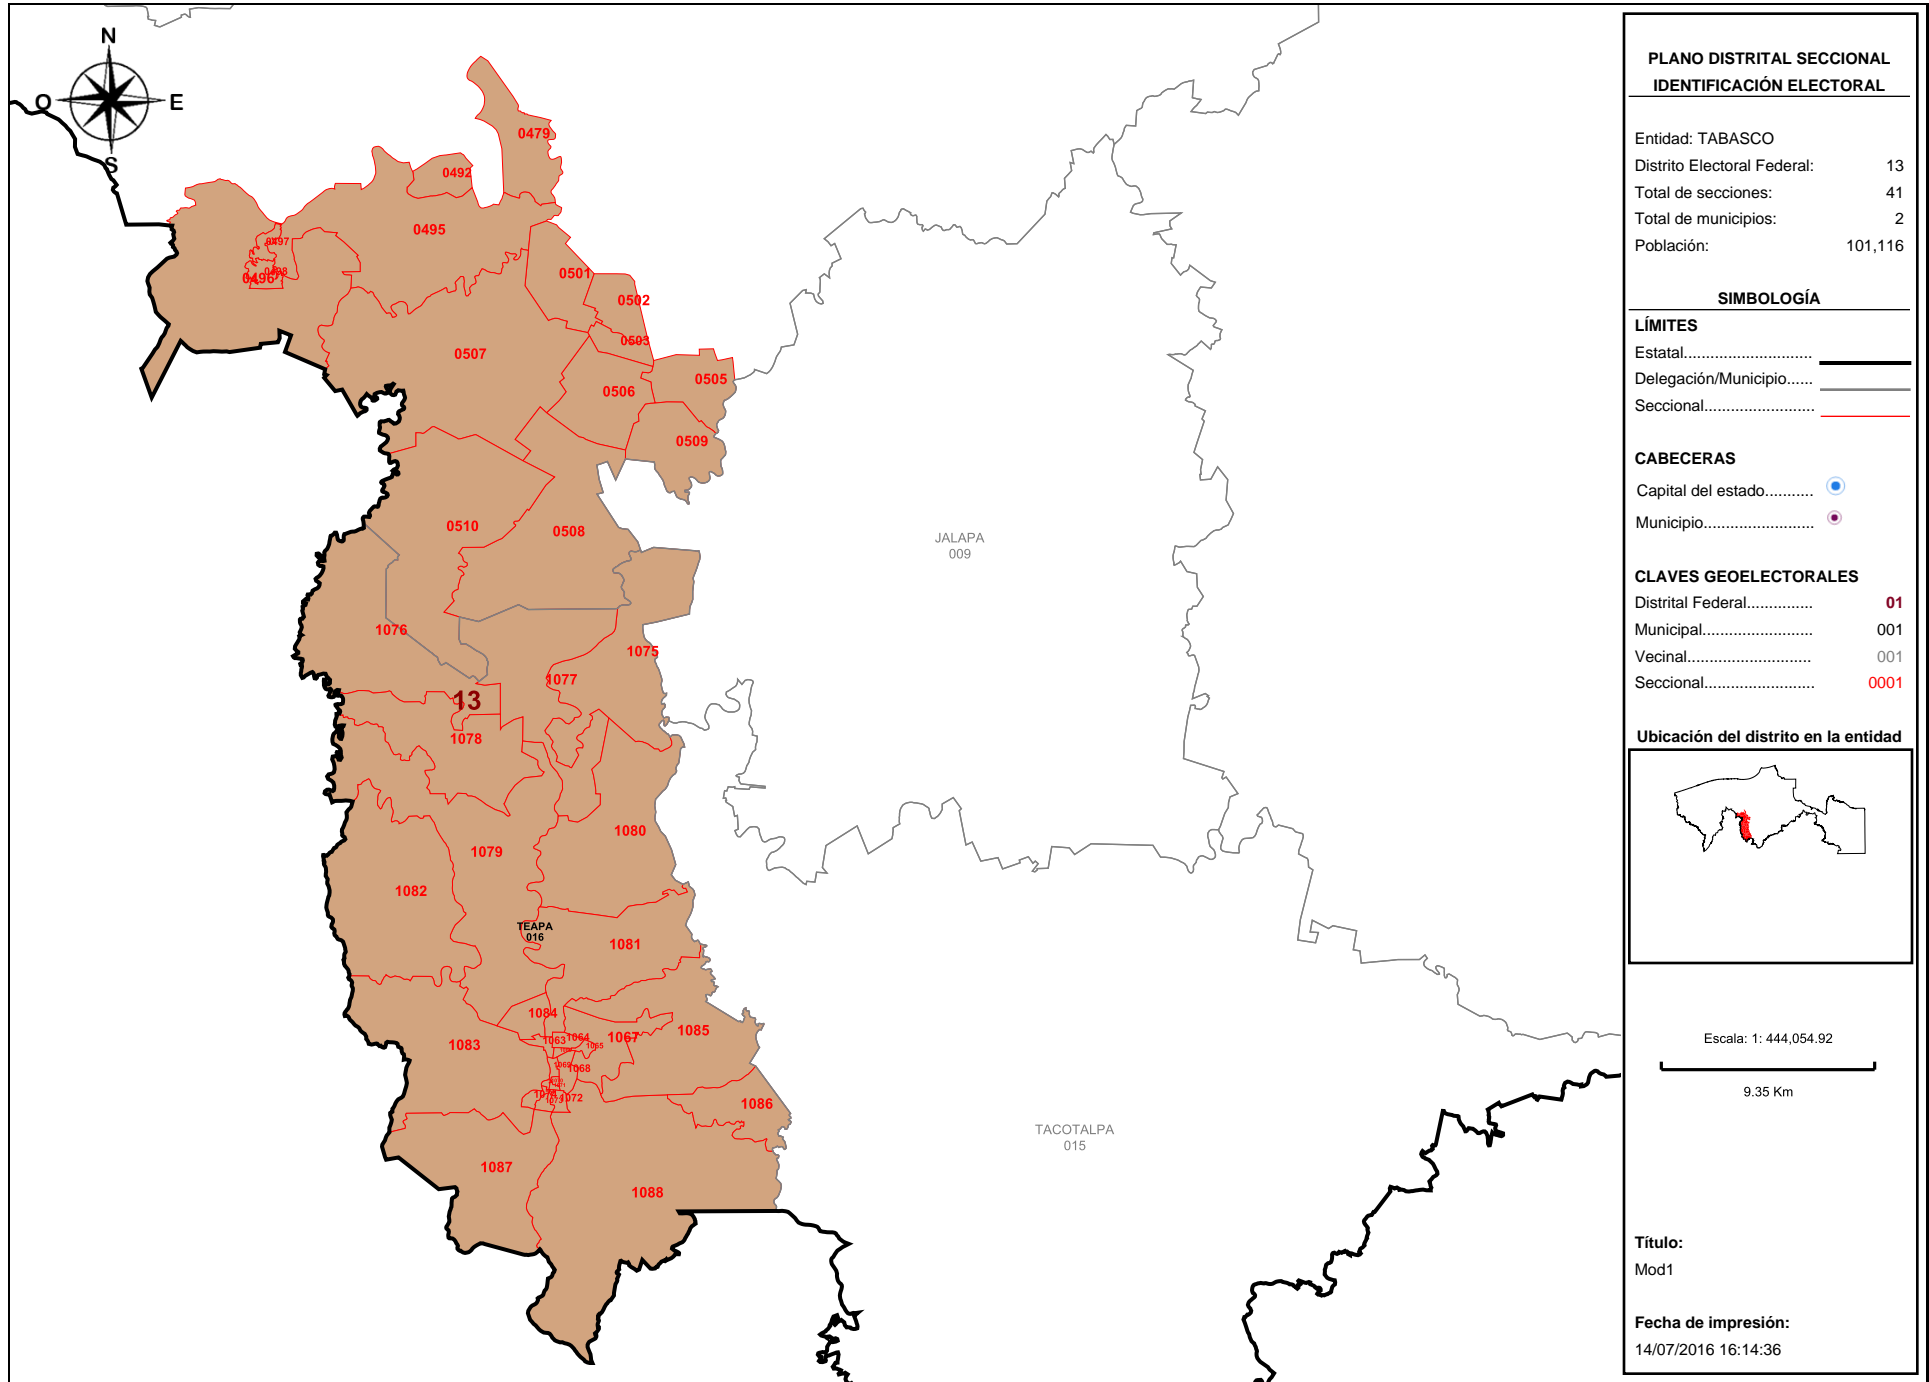 N
O
E
S
0479
0492
0495
0497
0498
0496
0501
0502
0503
0507
0505
0506
0509
0510
0508
JALAPA
009
1076
1075
1077
13
1078
1080
1079
1082
TEAPA
016
1081
1084
1085
1083
1063
1064
1067
1065
1069
1068
1071
1074
1073
1072
1086
TACOTALPA
015
1087
1088
PLANO DISTRITAL SECCIONAL
IDENTIFICACIÓN ELECTORAL
Entidad: TABASCO
Distrito Electoral Federal: 13
Total de secciones: 41
Total de municipios: 2
Población: 101,116
SIMBOLOGÍA
LÍMITES
Estatal............................
Delegación/Municipio......
Seccional.........................
CABECERAS
Capital del estado...........
Municipio.........................
CLAVES GEOELECTORALES
Distrital Federal............... 01
Municipal......................... 001
Vecinal............................ 001
Seccional......................... 0001
Ubicación del distrito en la entidad
Escala: 1: 444,054.92
9.35 Km
Título:
Mod1
Fecha de impresión:
14/07/2016 16:14:36